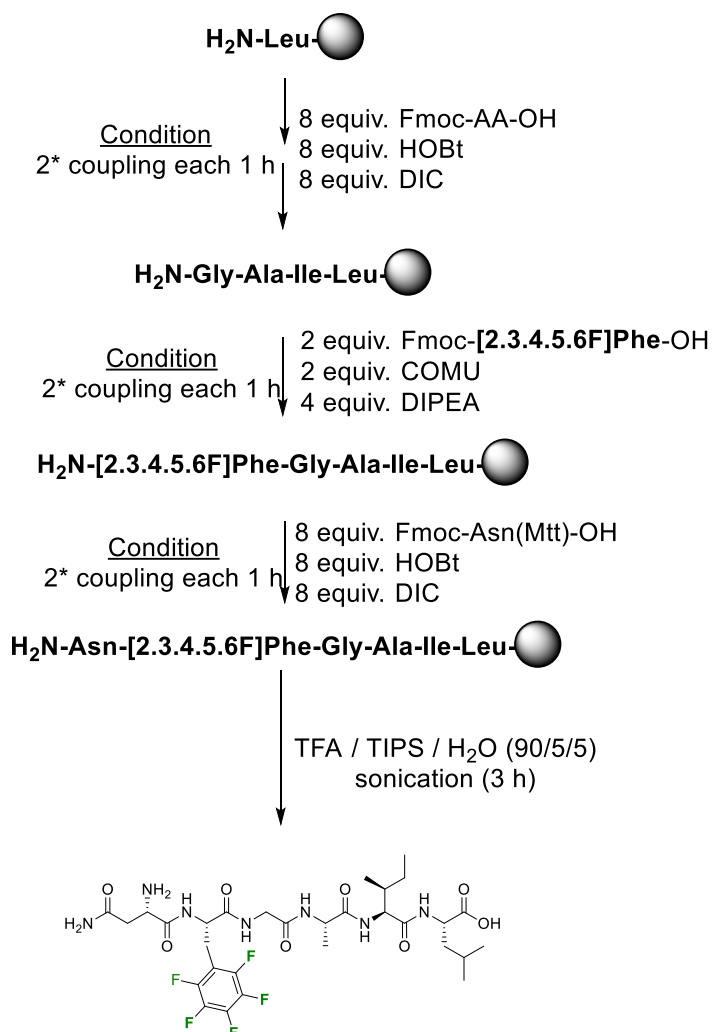 H2N-Leu-
8 equiv. Fmoc-AA-OH
Condition
8 equiv. HOBt
2* coupling each 1 h
8 equiv. DIC
H2N-Gly-Ala-Ile-Leu-
2 equiv. Fmoc-[2.3.4.5.6F]Phe-OH
Condition
2 equiv. COMU
2* coupling each 1 h
4 equiv. DIPEA
H2N-[2.3.4.5.6F]Phe-Gly-Ala-Ile-Leu-
8 equiv. Fmoc-Asn(Mtt)-OH
Condition
8 equiv. HOBt
2* coupling each 1 h
8 equiv. DIC
H2N-Asn-[2.3.4.5.6F]Phe-Gly-Ala-Ile-Leu-
TFA / TIPS / H2O (90/5/5)
sonication (3 h)
O NH2 H N O H N O H N O
H2N O N H O N H O OH
F
F
F
F
F